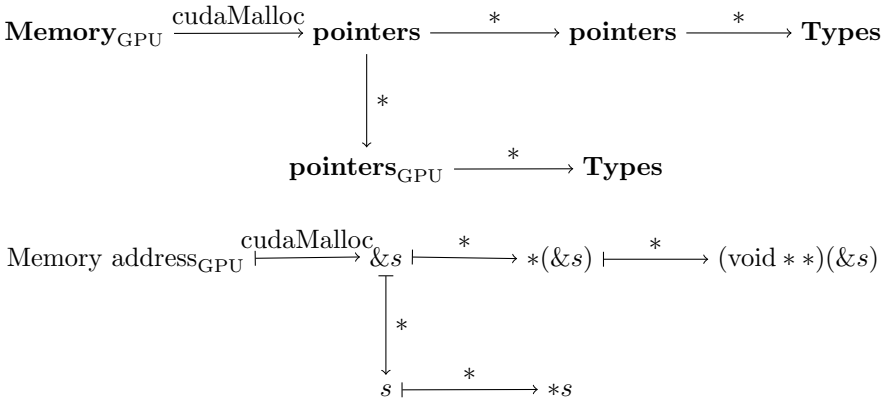 cudaMalloc * *
Memory_GPU pointers pointers Types
*
pointers_GPU * Types
cudaMalloc * *
Memory address_GPU &s *(&s) (void * *)(&s)
*
s * *s